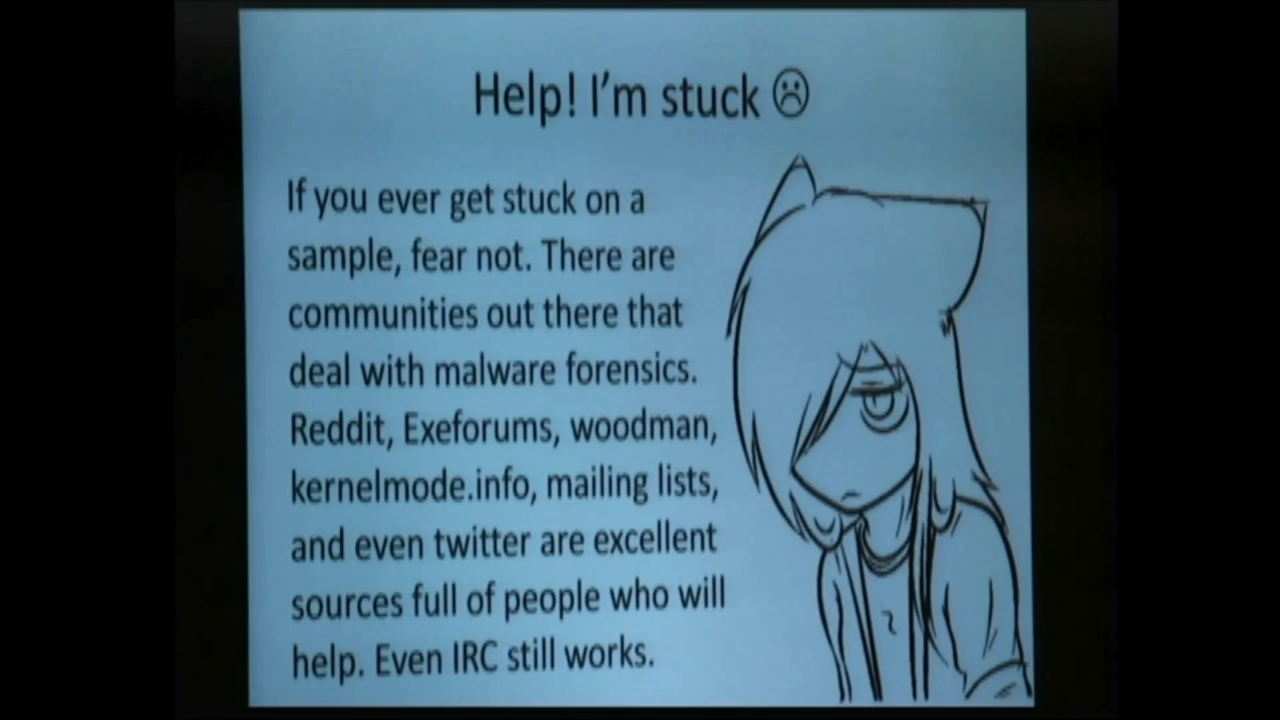 Help! I'm stuck ☹
If you ever get stuck on a
sample, fear not. There are
communities out there that
deal with malware forensics.
Reddit, Exeforums, woodman,
kernelmode.info, mailing lists,
and even twitter are excellent
sources full of people who will
help. Even IRC still works.